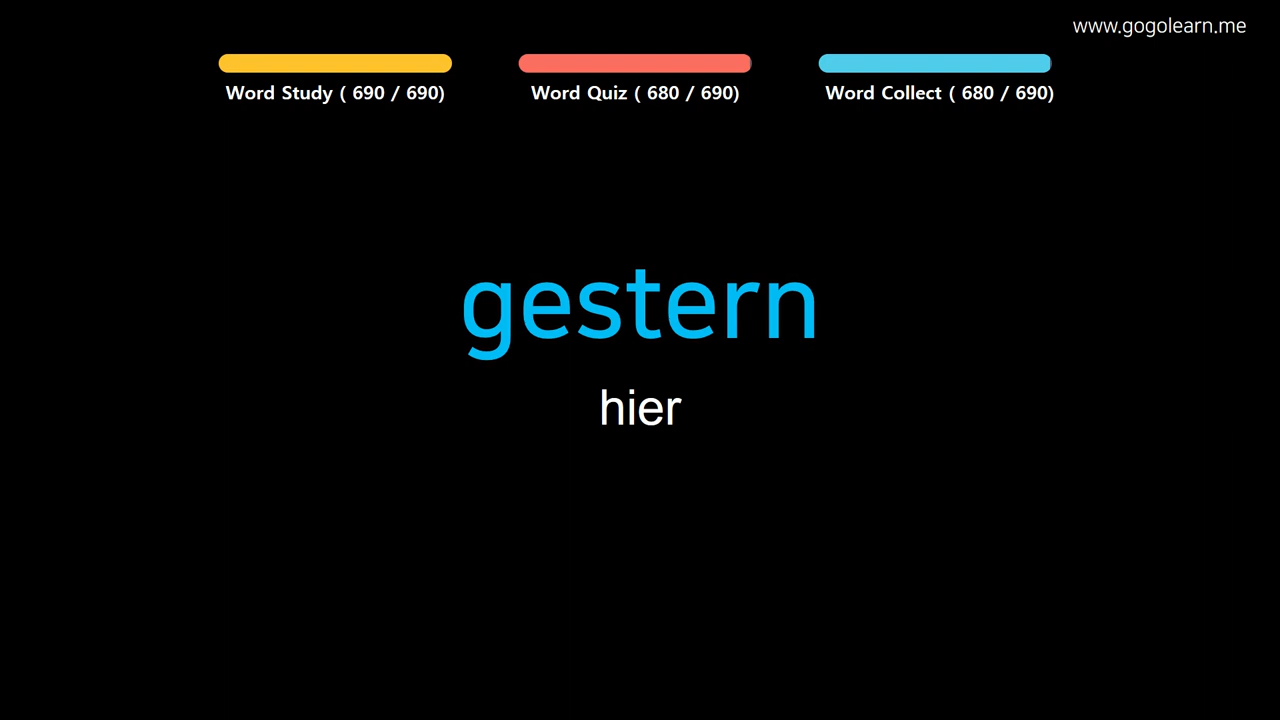 www.gogolearn.me
Word Study ( 690 / 690)
Word Quiz ( 680 / 690)
Word Collect ( 680 / 690)
gestern
hier